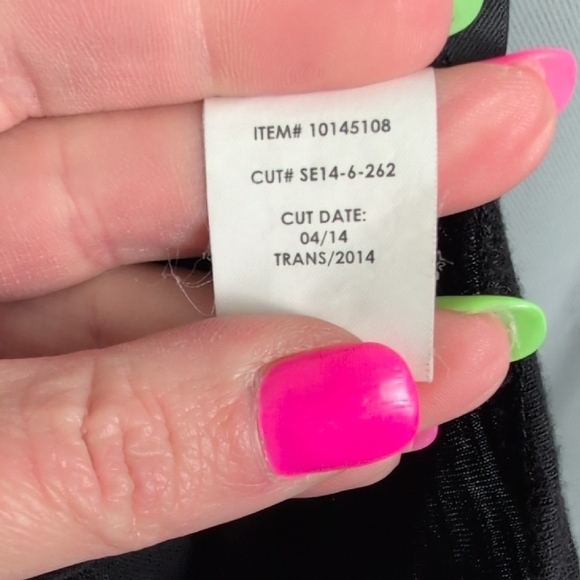 ITEM# 10145108
CUT# SE14-6-262
CUT DATE:
04/14
TRANS/2014